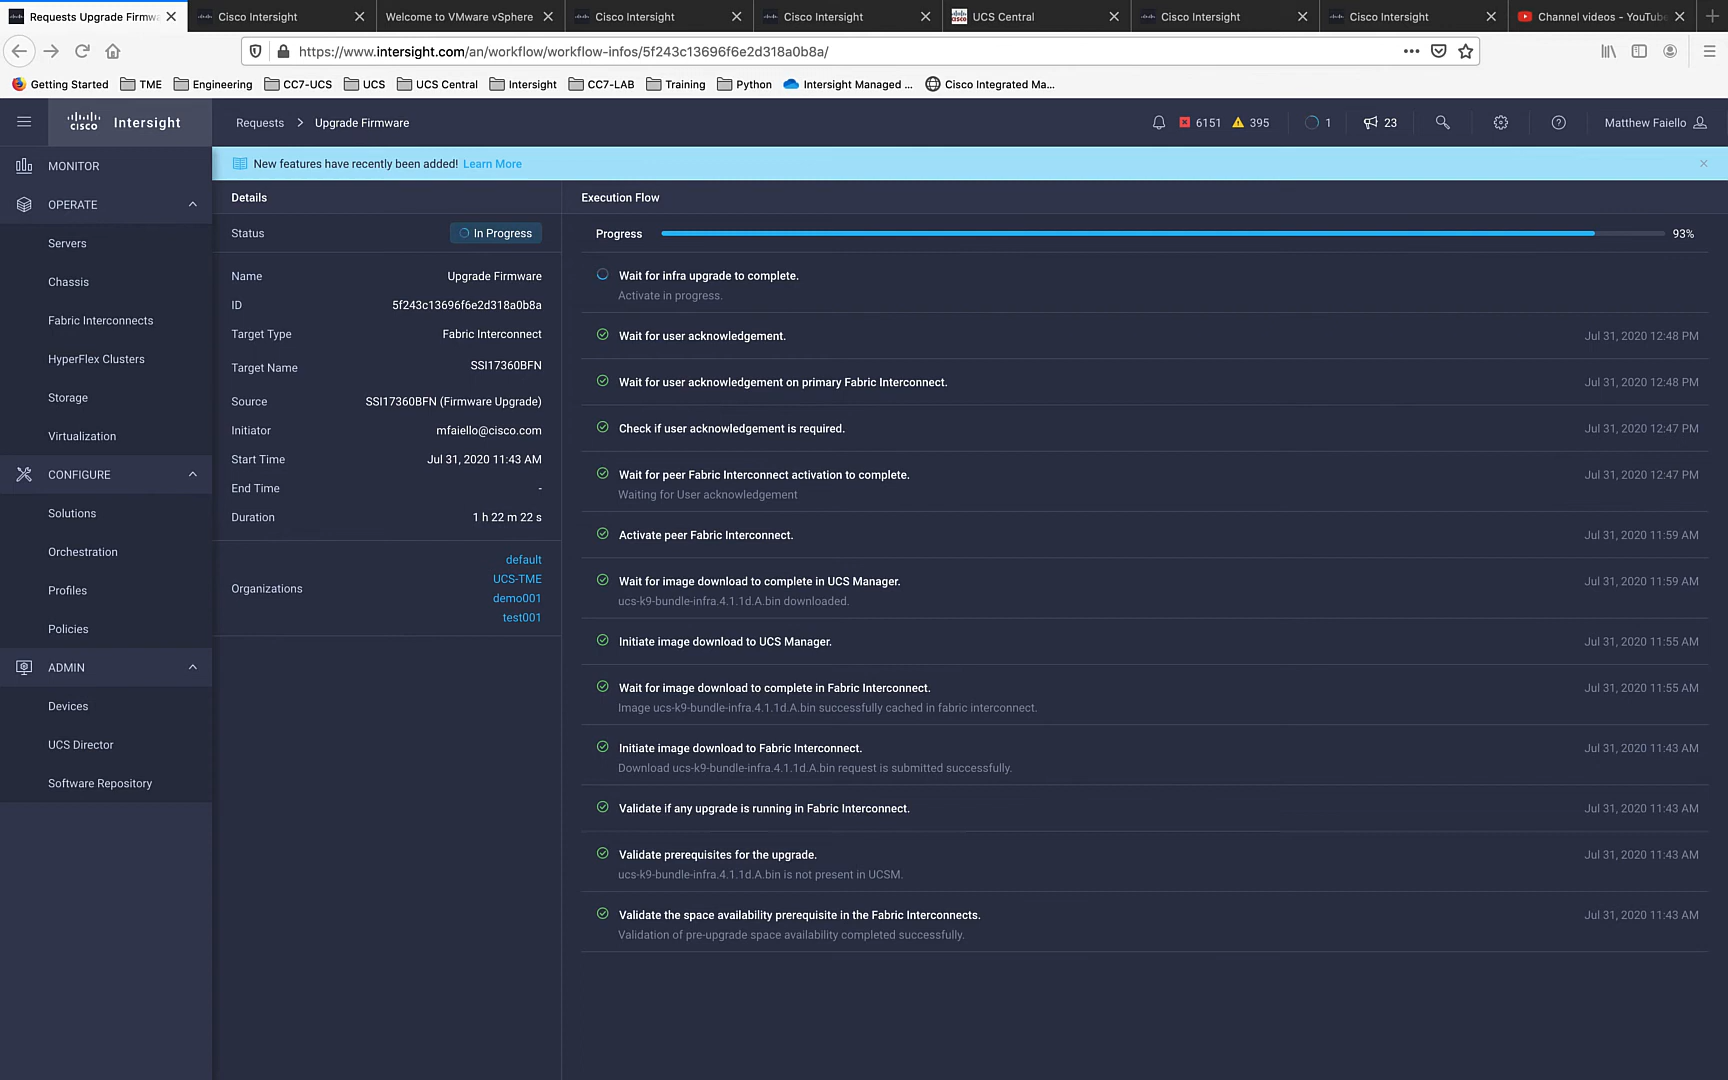 Requests Upgrade Firmwa
Cisco Intersight
Welcome to VMware vSphere
Cisco Intersight
Cisco Intersight
UCS Central
Cisco Intersight
Cisco Intersight
Channel videos - YouTube
https://www.intersight.com/an/workflow/workflow-infos/5f243c13696f6e2d318a0b8a/
Getting Started TME Engineering CC7-UCS UCS UCS Central Intersight CC7-LAB Training Python Intersight Managed ... Cisco Integrated Ma...
cisco Intersight
Requests > Upgrade Firmware
6151 395 1 23 Matthew Faiello
New features have recently been added! Learn More
MONITOR
OPERATE
Servers
Chassis
Fabric Interconnects
HyperFlex Clusters
Storage
Virtualization
CONFIGURE
Solutions
Orchestration
Profiles
Policies
ADMIN
Devices
UCS Director
Software Repository
Details
Status In Progress
Name Upgrade Firmware
ID 5f243c13696f6e2d318a0b8a
Target Type Fabric Interconnect
Target Name SSI17360BFN
Source SSI17360BFN (Firmware Upgrade)
Initiator mfaiello@cisco.com
Start Time Jul 31, 2020 11:43 AM
End Time -
Duration 1 h 22 m 22 s
Organizations
default
UCS-TME
demo001
test001
Execution Flow
Progress 93%
Wait for infra upgrade to complete.
Activate in progress.
Wait for user acknowledgement. Jul 31, 2020 12:48 PM
Wait for user acknowledgement on primary Fabric Interconnect. Jul 31, 2020 12:48 PM
Check if user acknowledgement is required. Jul 31, 2020 12:47 PM
Wait for peer Fabric Interconnect activation to complete. Jul 31, 2020 12:47 PM
Waiting for User acknowledgement
Activate peer Fabric Interconnect. Jul 31, 2020 11:59 AM
Wait for image download to complete in UCS Manager. Jul 31, 2020 11:59 AM
ucs-k9-bundle-infra.4.1.1d.A.bin downloaded.
Initiate image download to UCS Manager. Jul 31, 2020 11:55 AM
Wait for image download to complete in Fabric Interconnect. Jul 31, 2020 11:55 AM
Image ucs-k9-bundle-infra.4.1.1d.A.bin successfully cached in fabric interconnect.
Initiate image download to Fabric Interconnect. Jul 31, 2020 11:43 AM
Download ucs-k9-bundle-infra.4.1.1d.A.bin request is submitted successfully.
Validate if any upgrade is running in Fabric Interconnect. Jul 31, 2020 11:43 AM
Validate prerequisites for the upgrade. Jul 31, 2020 11:43 AM
ucs-k9-bundle-infra.4.1.1d.A.bin is not present in UCSM.
Validate the space availability prerequisite in the Fabric Interconnects. Jul 31, 2020 11:43 AM
Validation of pre-upgrade space availability completed successfully.